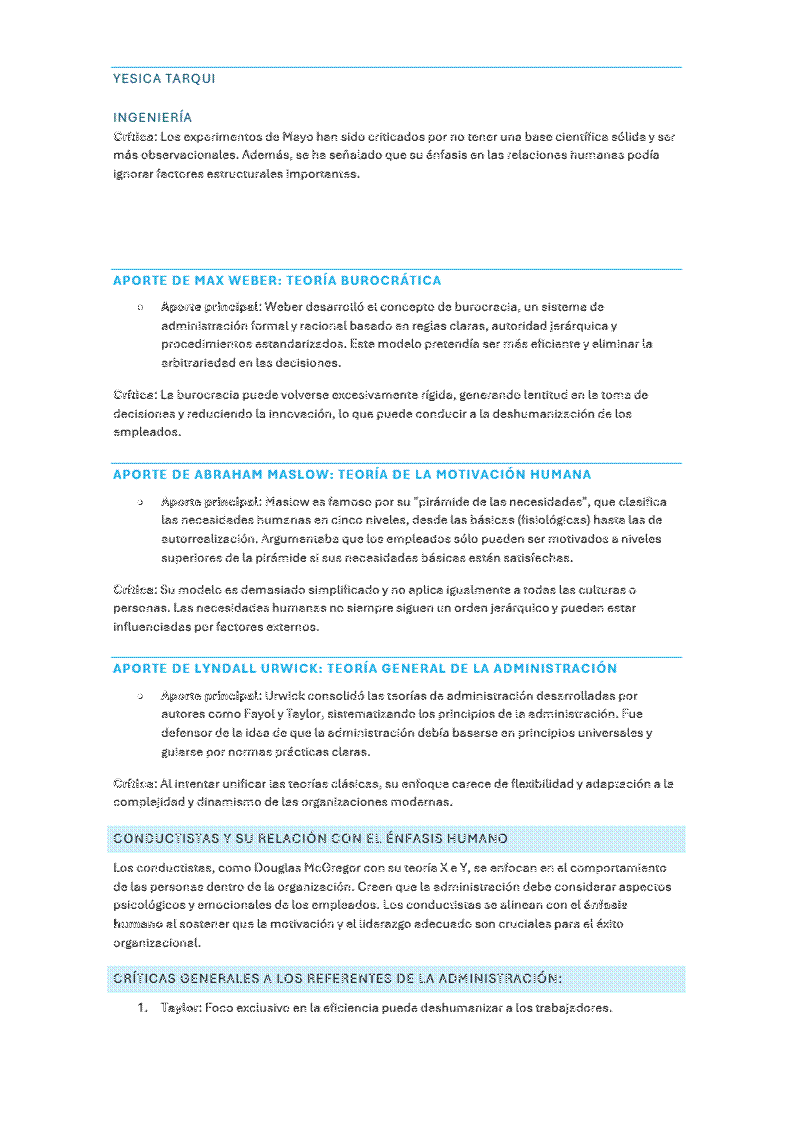 YESICA TARQUI
INGENIERÍA
Crítica: Los experimentos de Mayo han sido criticados por no tener una base científica sólida y ser
más observacionales. Además, se ha señalado que su énfasis en las relaciones humanas podía
ignorar factores estructurales importantes.
APORTE DE MAX WEBER: TEORÍA BUROCRÁTICA
○ Aporte principal: Weber desarrolló el concepto de burocracia, un sistema de
administración formal y racional basado en reglas claras, autoridad jerárquica y
procedimientos estandarizados. Este modelo pretendía ser más eficiente y eliminar la
arbitrariedad en las decisiones.
Crítica: La burocracia puede volverse excesivamente rígida, generando lentitud en la toma de
decisiones y reduciendo la innovación, lo que puede conducir a la deshumanización de los
empleados.
APORTE DE ABRAHAM MASLOW: TEORÍA DE LA MOTIVACIÓN HUMANA
○ Aporte principal: Maslow es famoso por su "pirámide de las necesidades", que clasifica
las necesidades humanas en cinco niveles, desde las básicas (fisiológicas) hasta las de
autorrealización. Argumentaba que los empleados sólo pueden ser motivados a niveles
superiores de la pirámide si sus necesidades básicas están satisfechas.
Crítica: Su modelo es demasiado simplificado y no aplica igualmente a todas las culturas o
personas. Las necesidades humanas no siempre siguen un orden jerárquico y pueden estar
influenciadas por factores externos.
APORTE DE LYNDALL URWICK: TEORÍA GENERAL DE LA ADMINISTRACIÓN
○ Aporte principal: Urwick consolidó las teorías de administración desarrolladas por
autores como Fayol y Taylor, sistematizando los principios de la administración. Fue
defensor de la idea de que la administración debía basarse en principios universales y
guiarse por normas prácticas claras.
Crítica: Al intentar unificar las teorías clásicas, su enfoque carece de flexibilidad y adaptación a la
complejidad y dinamismo de las organizaciones modernas.
CONDUCTISTAS Y SU RELACIÓN CON EL ÉNFASIS HUMANO
Los conductistas, como Douglas McGregor con su teoría X e Y, se enfocan en el comportamiento
de las personas dentro de la organización. Creen que la administración debe considerar aspectos
psicológicos y emocionales de los empleados. Los conductistas se alinean con el énfasis
humano al sostener que la motivación y el liderazgo adecuado son cruciales para el éxito
organizacional.
CRÍTICAS GENERALES A LOS REFERENTES DE LA ADMINISTRACIÓN:
1. Taylor: Foco exclusivo en la eficiencia puede deshumanizar a los trabajadores.